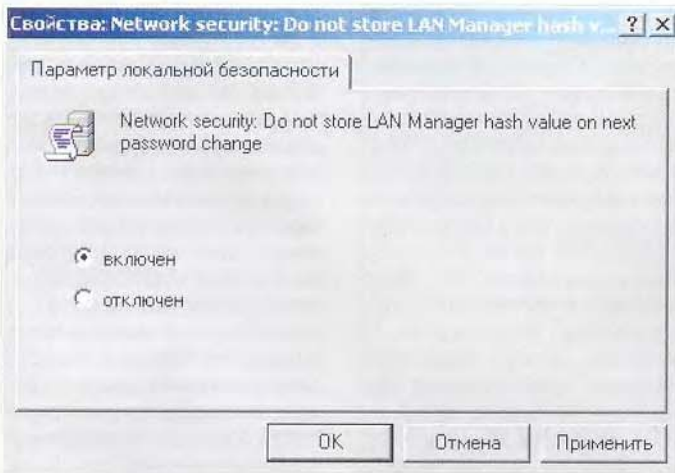 Свойства: Network security: Do not store LAN Manager hash v... ? ×
Параметр локальной безопасности
Network security: Do not store LAN Manager hash value on next
password change
включен
отключен
OK
Отмена
Применить